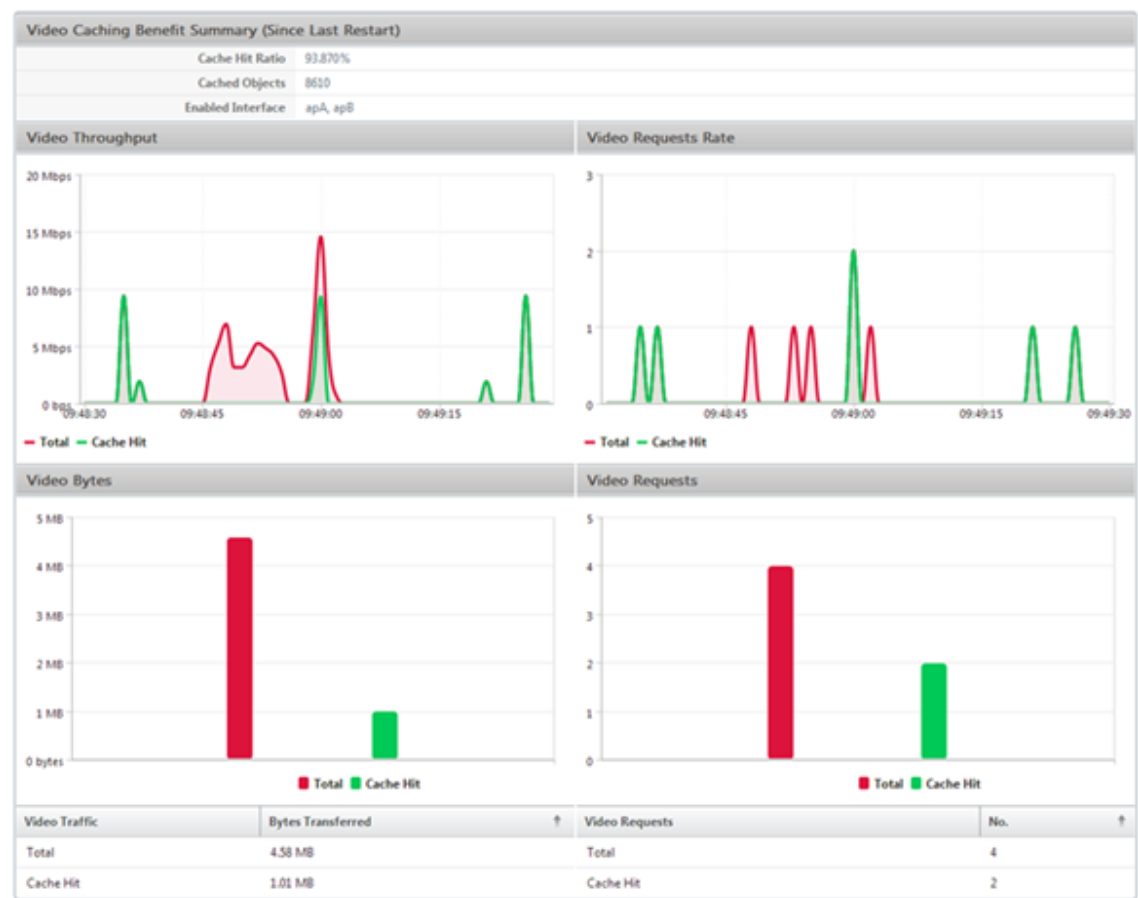 Video Caching Benefit Summary (Since Last Restart)
Cache Hit Ratio 93.870%
Cached Objects 8610
Enabled Interface apA, apB
Video Throughput
20 Mbps
15 Mbps
10 Mbps
5 Mbps
0 bps
09:48:30 09:48:45 09:49:00 09:49:15
Total Cache Hit
Video Requests Rate
3
2
1
0
09:48:45 09:49:00 09:49:15 09:49:30
Total Cache Hit
Video Bytes
5 MB
4 MB
3 MB
2 MB
1 MB
0 bytes
Total Cache Hit
Video Requests
5
4
3
2
1
0
Total Cache Hit
Video Traffic Bytes Transferred ↑
Total 4.58 MB
Cache Hit 1.01 MB
Video Requests No. ↑
Total 4
Cache Hit 2